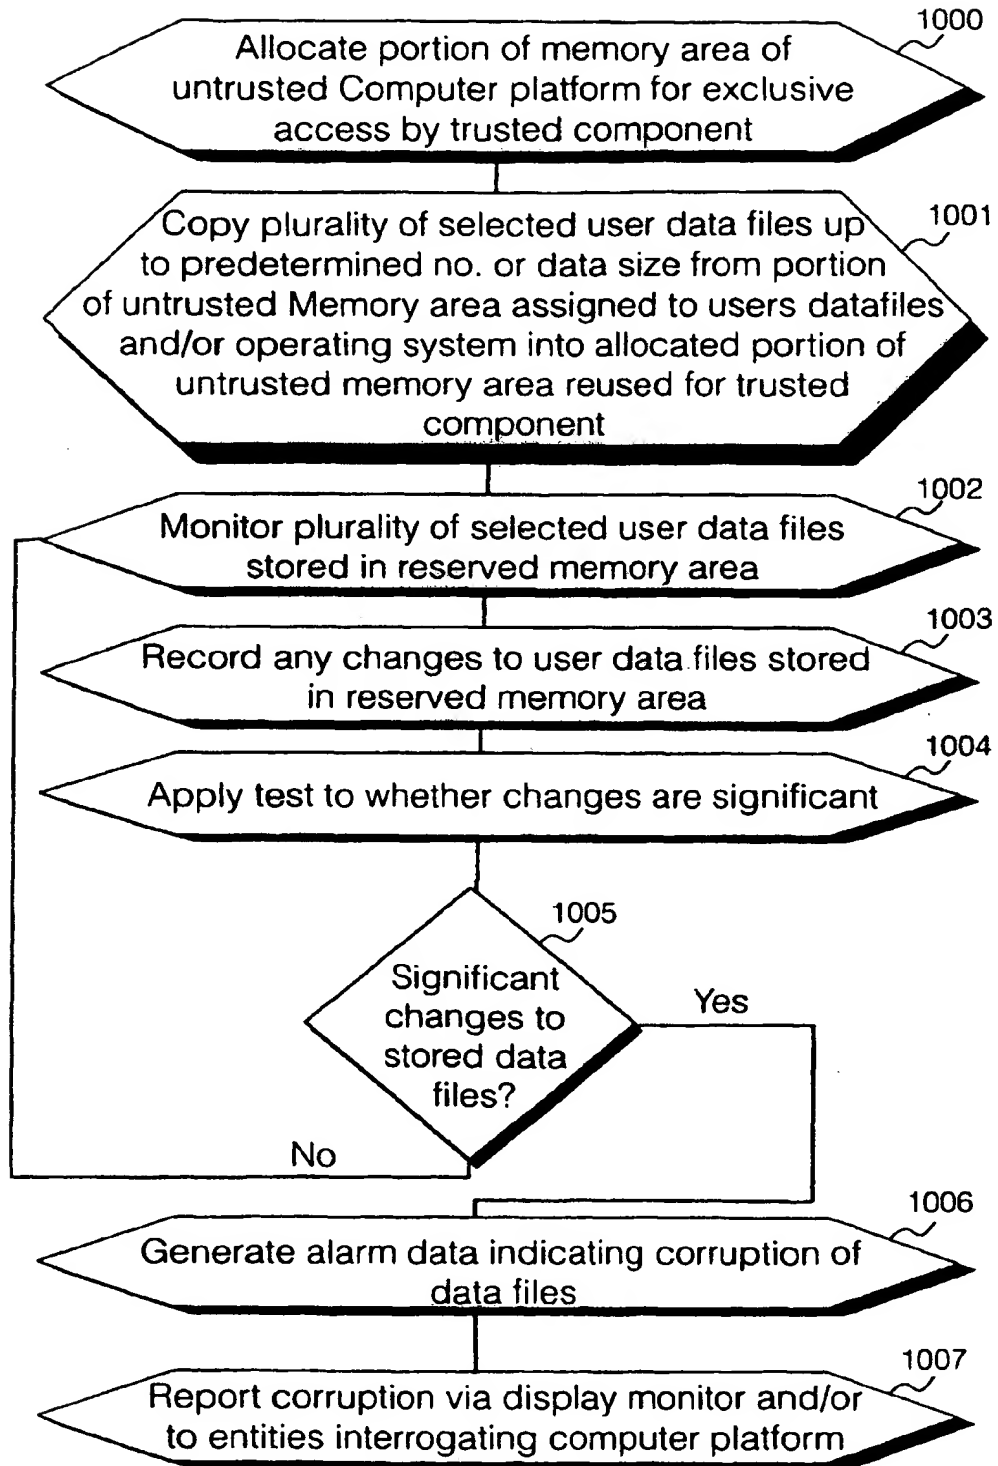 1000
Allocate portion of memory area of
untrusted Computer platform for exclusive
access by trusted component
1001
Copy plurality of selected user data files up
to predetermined no. or data size from portion
of untrusted Memory area assigned to users datafiles
and/or operating system into allocated portion of
untrusted memory area reused for trusted
component
1002
Monitor plurality of selected user data files
stored in reserved memory area
1003
Record any changes to user data files stored
in reserved memory area
1004
Apply test to whether changes are significant
1005
Significant
changes to
stored data
files?
Yes
No
1006
Generate alarm data indicating corruption of
data files
1007
Report corruption via display monitor and/or
to entities interrogating computer platform